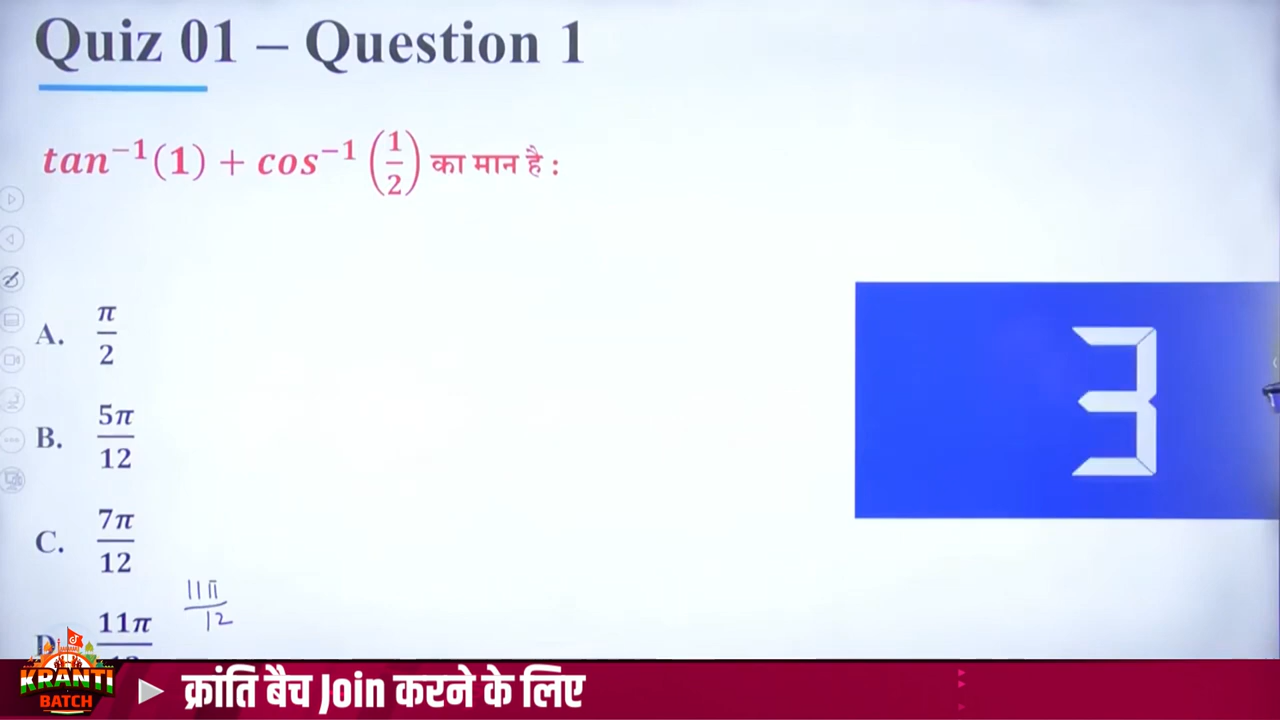 Quiz 01 – Question 1
tan⁻¹(1) + cos⁻¹(1/2) का मान है :
3
A. π/2
B. 5π/12
C. 7π/12
11π/12
D. 11π/12
KRANTI
BATCH
क्रांति बैच Join करने के लिए